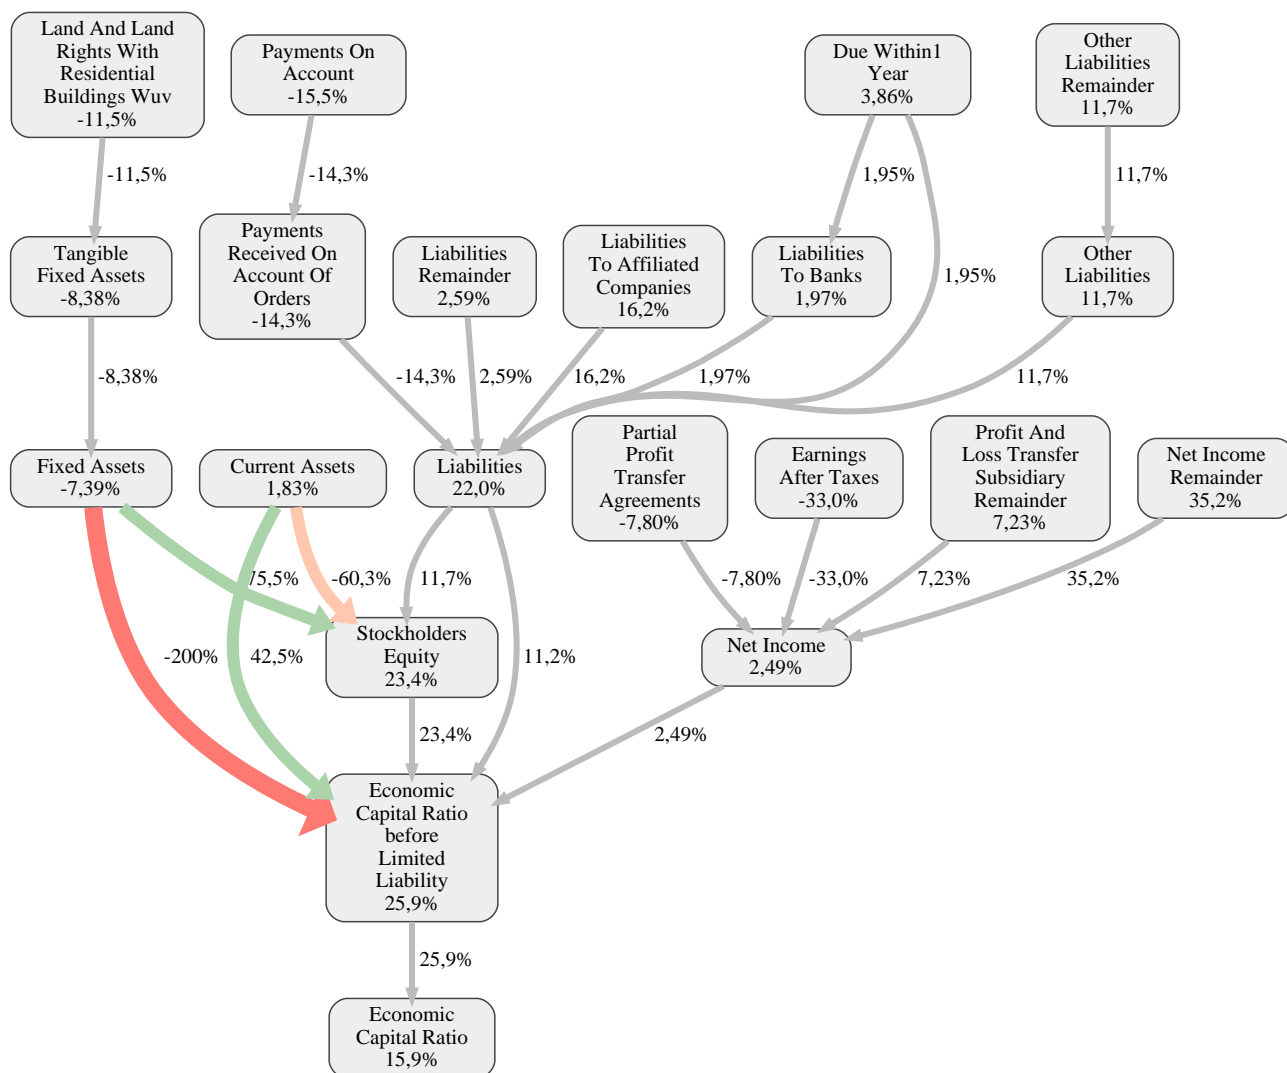 Land And Land
Rights With
Residential
Buildings Wuv
-11,5%
Payments On
Account
-15,5%
Due Within1
Year
3,86%
Other
Liabilities
Remainder
11,7%
-11,5%
-14,3%
1,95%
11,7%
Tangible
Fixed Assets
-8,38%
Payments
Received On
Account Of
Orders
-14,3%
Liabilities
Remainder
2,59%
Liabilities
To Affiliated
Companies
16,2%
Liabilities
To Banks
1,97%
1,95%
Other
Liabilities
11,7%
-8,38%
-14,3%
2,59%
16,2%
1,97%
11,7%
Fixed Assets
-7,39%
Current Assets
1,83%
Liabilities
22,0%
Partial
Profit
Transfer
Agreements
-7,80%
Earnings
After Taxes
-33,0%
Profit And
Loss Transfer
Subsidiary
Remainder
7,23%
Net Income
Remainder
35,2%
75,5%
-60,3%
11,7%
-7,80%
-33,0%
7,23%
35,2%
-200%
42,5%
Stockholders
Equity
23,4%
11,2%
Net Income
2,49%
23,4%
2,49%
Economic
Capital Ratio
before
Limited
Liability
25,9%
25,9%
Economic
Capital Ratio
15,9%